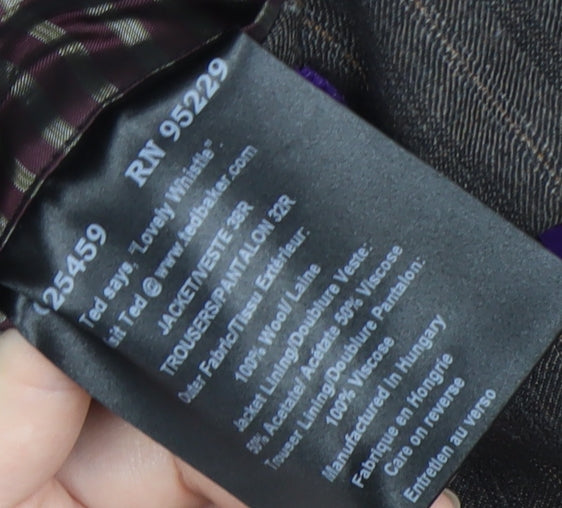 25459 RN 95229
Ted says, "Lovely Whistle"
Ted @ www.tedbaker.com
JACKET/VESTE 38R
TROUSERS/PANTALON 32R
Outer Fabric/Tissu Extérieur:
100% Wool/ Laine
Jacket Lining/Doublure Veste:
50% Acetate/ Acétate 50% Viscose
Trouser Lining/Doublure Pantalon:
100% Viscose
Manufactured in Hungary
Fabrique en Hongrie
Care on reverse
Entretien au verso